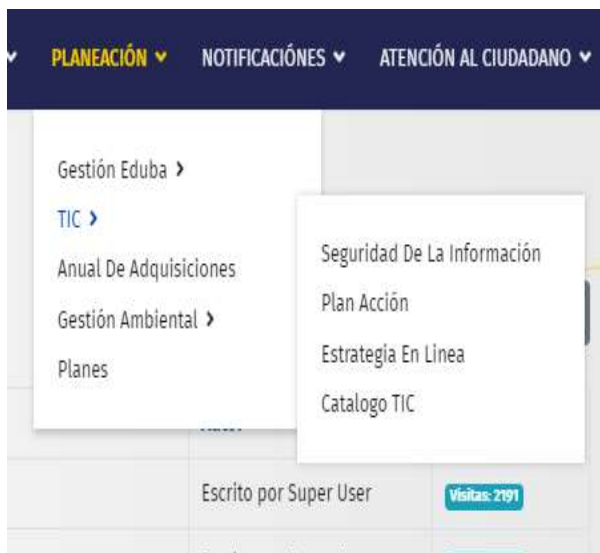 PLANEACIÓN NOTIFICACIÓNES ATENCIÓN AL CIUDADANO
Gestión Eduba
TIC
Anual De Adquisiciones
Gestión Ambiental
Planes
Seguridad De La Información
Plan Acción
Estrategia En Linea
Catalogo TIC
Escrito por Super User Visitas: 2191